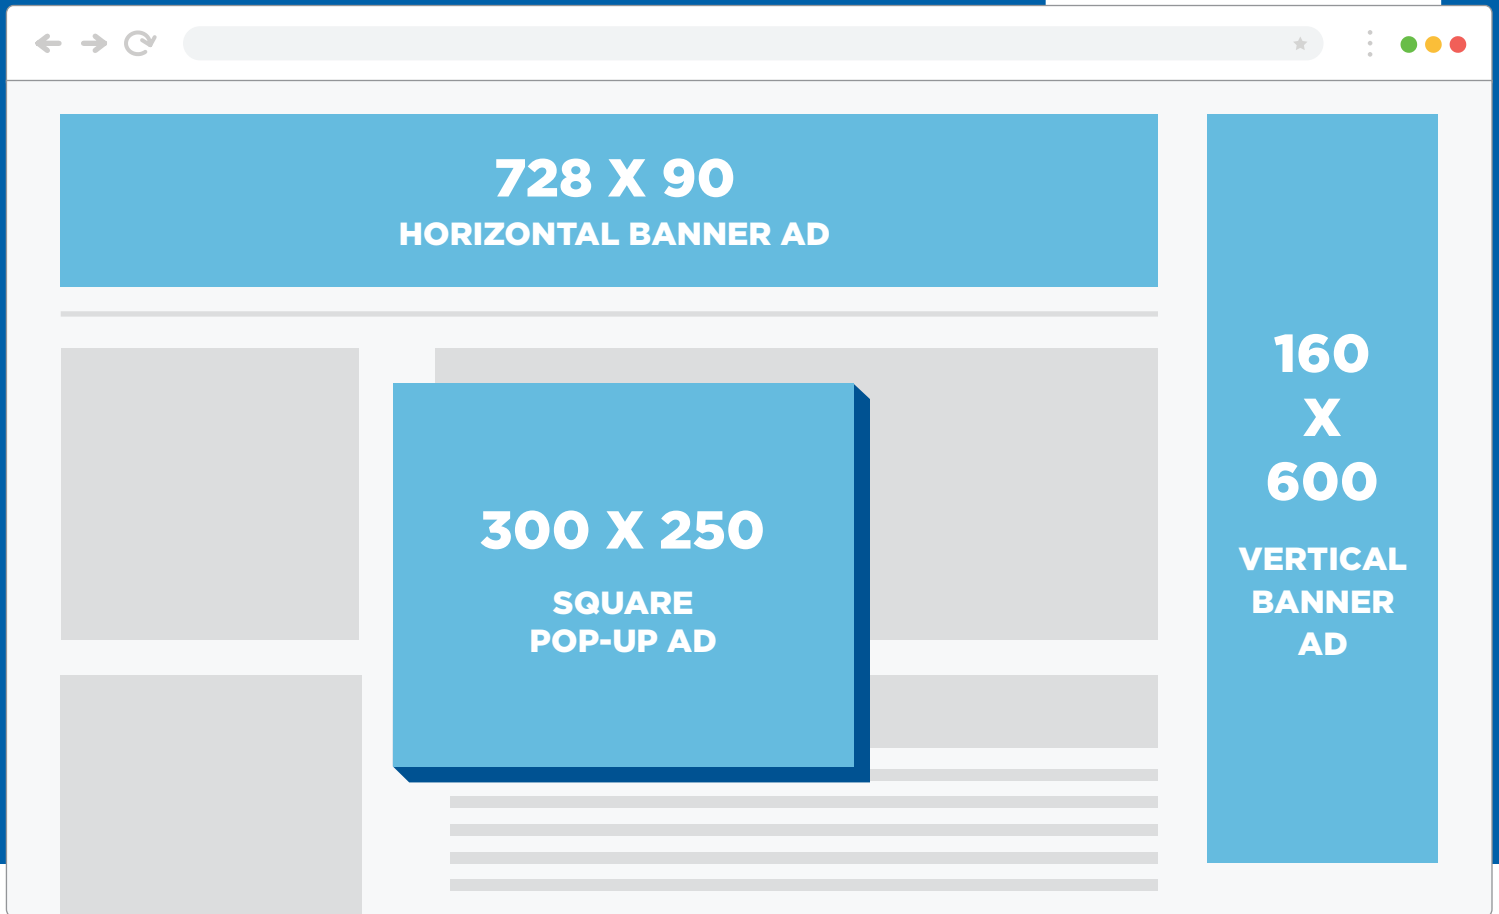 728 X 90
HORIZONTAL BANNER AD
300 X 250
SQUARE
POP-UP AD
160
X
600
VERTICAL
BANNER
AD